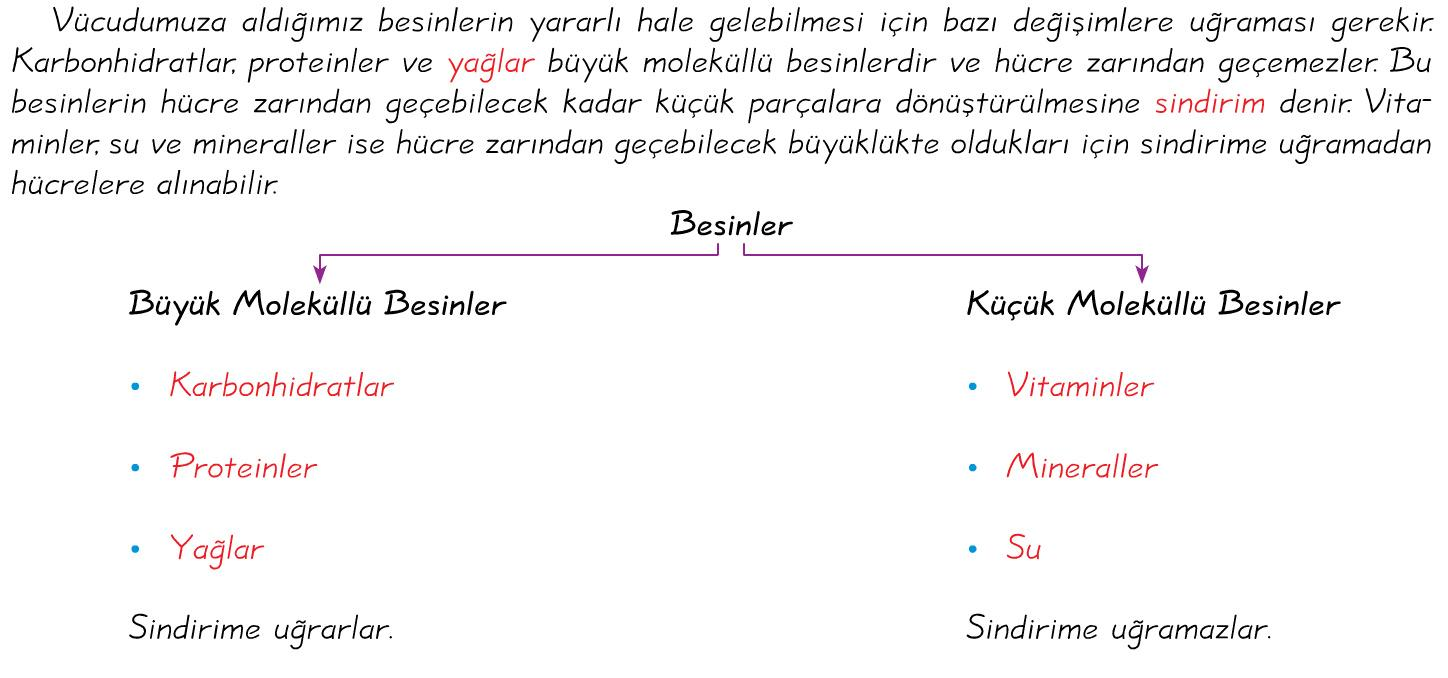 Vücudumuza aldığımız besinlerin yararlı hale gelebilmesi için bazı değişimlere uğraması gerekir.
Karbonhidratlar, proteinler ve yağlar büyük moleküllü besinlerdir ve hücre zarından geçemezler. Bu
besinlerin hücre zarından geçebilecek kadar küçük parçalara dönüştürülmesine sindirim denir. Vita-
minler, su ve mineraller ise hücre zarından geçebilecek büyüklükte oldukları için sindirime uğramadan
hücrelere alınabilir.
Besinler
Büyük Moleküllü Besinler
• Karbonhidratlar
• Proteinler
• Yağlar
Sindirime uğrarlar.
Küçük Moleküllü Besinler
• Vitaminler
• Mineraller
• Su
Sindirime uğramazlar.